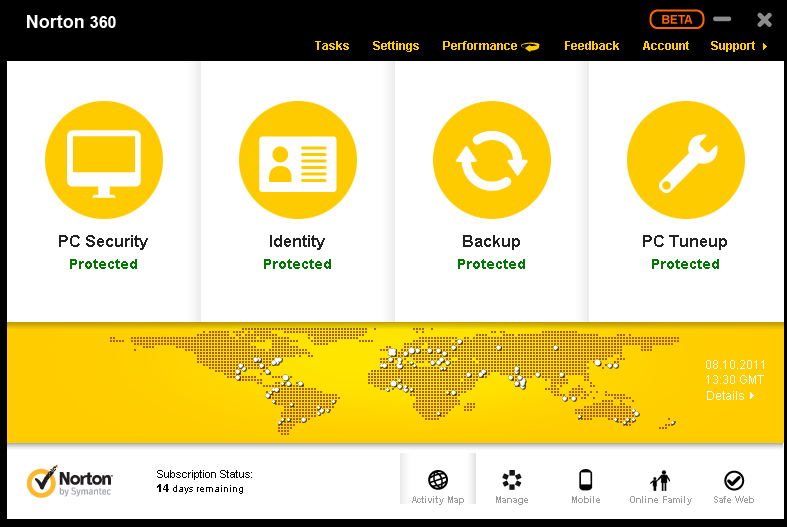 Norton 360
BETA
Tasks Settings Performance Feedback Account Support
PC Security Identity Backup PC Tuneup
Protected Protected Protected Protected
08.10.2011
13:30 GMT
Details
Norton
by Symantec
Subscription Status:
14 days remaining
Activity Map Manage Mobile Online Family Safe Web